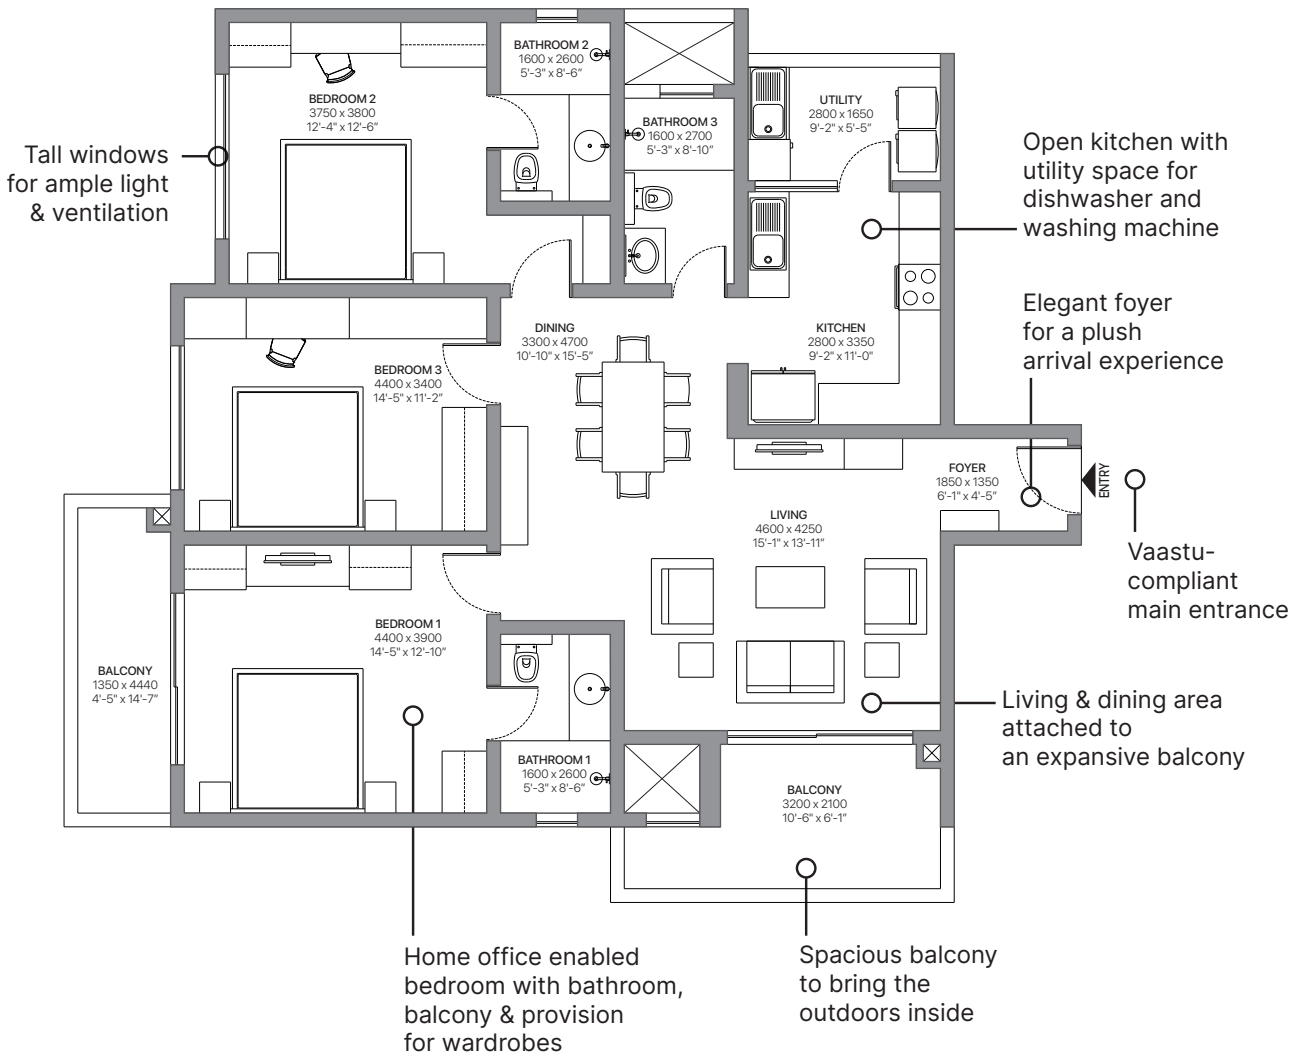 BATHROOM 2
1600 x 2600
5'-3" x 8'-6"
BEDROOM 2
3750 x 3800
12'-4" x 12'-6"
UTILITY
2800 x 1650
9'-2" x 5'-5"
BATHROOM 3
1600 x 2700
5'-3" x 8'-10"
Tall windows
for ample light
& ventilation
Open kitchen with
utility space for
dishwasher and
washing machine
Elegant foyer
for a plush
arrival experience
DINING
3300 x 4700
10'-10" x 15'-5"
KITCHEN
2800 x 3350
9'-2" x 11'-0"
BEDROOM 3
4400 x 3400
14'-5" x 11'-2"
FOYER
1850 x 1350
6'-1" x 4'-5"
ENTRY
LIVING
4600 x 4250
15'-1" x 13'-11"
Vaastu-
compliant
main entrance
BEDROOM 1
4400 x 3900
14'-5" x 12'-10"
BALCONY
1350 x 4440
4'-5" x 14'-7"
Living & dining area
attached to
an expansive balcony
BATHROOM 1
1600 x 2600
5'-3" x 8'-6"
BALCONY
3200 x 2100
10'-6" x 6'-1"
Home office enabled
bedroom with bathroom,
balcony & provision
for wardrobes
Spacious balcony
to bring the
outdoors inside